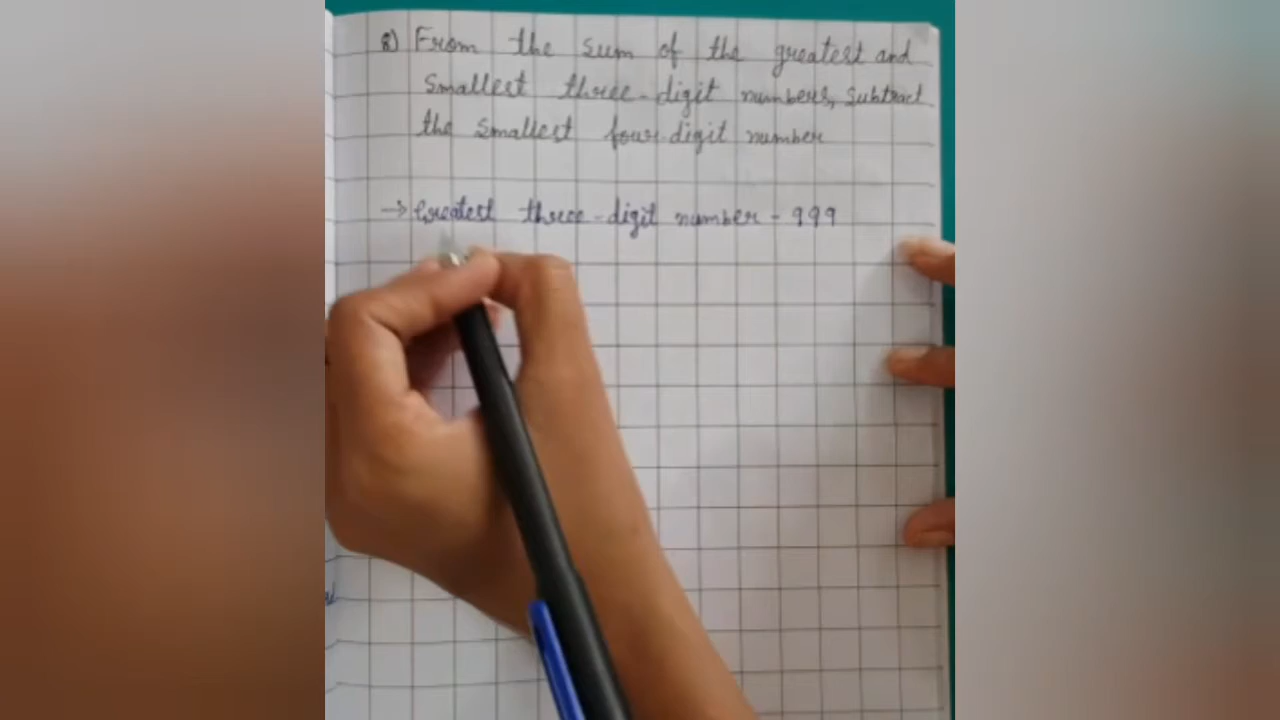 8) From the sum of the greatest and
smallest three-digit numbers, subtract
the smallest four-digit number
→ Greatest three-digit number - 999